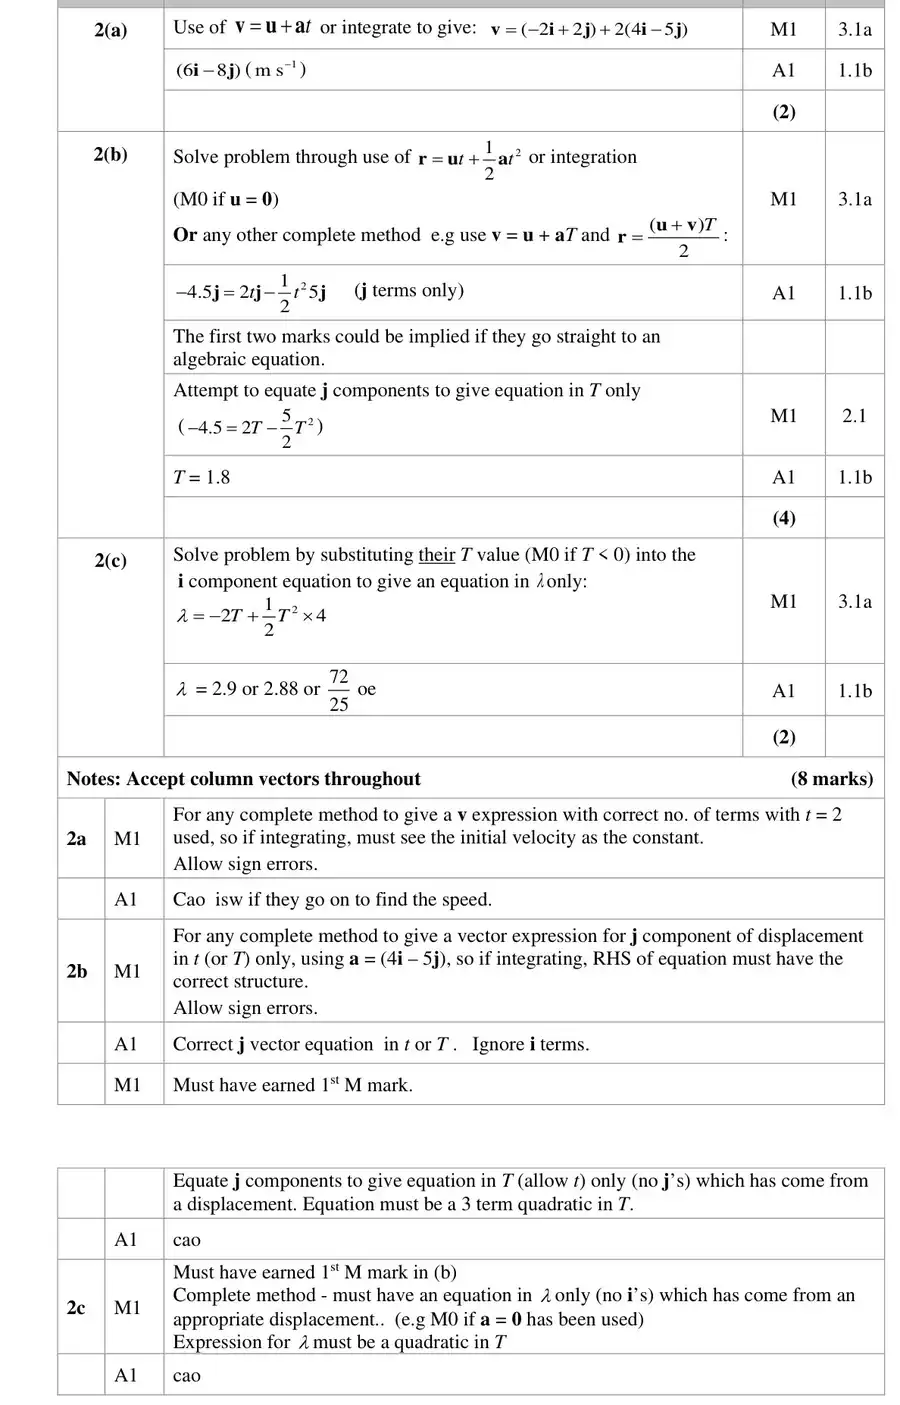 2(a) Use of v = u + at or integrate to give: v = (−2i + 2j) + 2(4i − 5j) M1 3.1a
(6i − 8j) (m s⁻¹) A1 1.1b
(2)
2(b) Solve problem through use of r = ut + 1/2 at² or integration
(M0 if u = 0) M1 3.1a
Or any other complete method e.g use v = u + aT and r = (u + v)T/2 :
−4.5j = 2tj − 1/2 t²5j (j terms only) A1 1.1b
The first two marks could be implied if they go straight to an
algebraic equation.
Attempt to equate j components to give equation in T only
(−4.5 = 2T − 5/2 T²) M1 2.1
T = 1.8 A1 1.1b
(4)
2(c) Solve problem by substituting their T value (M0 if T < 0) into the
i component equation to give an equation in λ only:
λ = −2T + 1/2 T² × 4 M1 3.1a
λ = 2.9 or 2.88 or 72/25 oe A1 1.1b
(2)
Notes: Accept column vectors throughout (8 marks)
2a M1 For any complete method to give a v expression with correct no. of terms with t = 2
used, so if integrating, must see the initial velocity as the constant.
Allow sign errors.
A1 Cao isw if they go on to find the speed.
2b M1 For any complete method to give a vector expression for j component of displacement
in t (or T) only, using a = (4i – 5j), so if integrating, RHS of equation must have the
correct structure.
Allow sign errors.
A1 Correct j vector equation in t or T . Ignore i terms.
M1 Must have earned 1st M mark.
Equate j components to give equation in T (allow t) only (no j's) which has come from
a displacement. Equation must be a 3 term quadratic in T.
A1 cao
2c M1 Must have earned 1st M mark in (b)
Complete method - must have an equation in λ only (no i's) which has come from an
appropriate displacement.. (e.g M0 if a = 0 has been used)
Expression for λ must be a quadratic in T
A1 cao